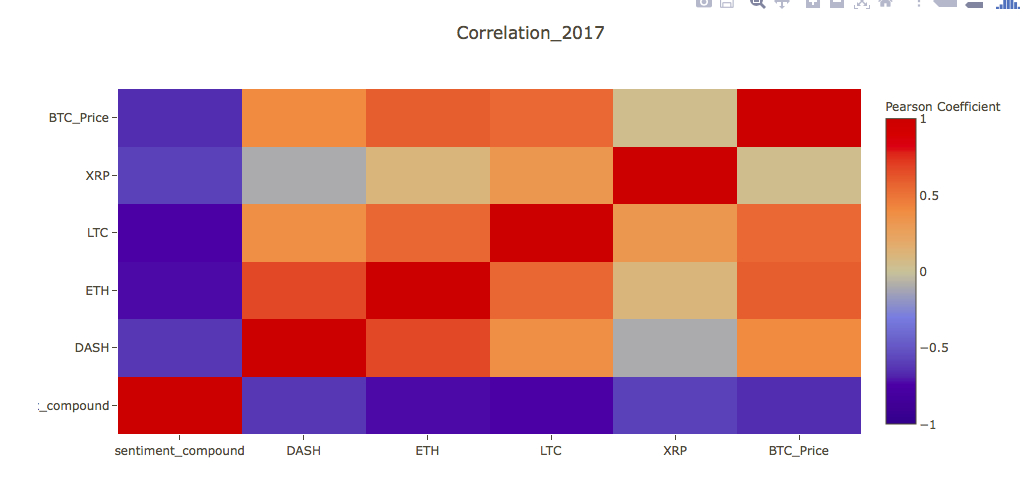 Correlation_2017
Pearson Coefficient
BTC_Price
XRP
LTC
ETH
DASH
_compound
1
0.5
0
−0.5
−1
sentiment_compound DASH ETH LTC XRP BTC_Price